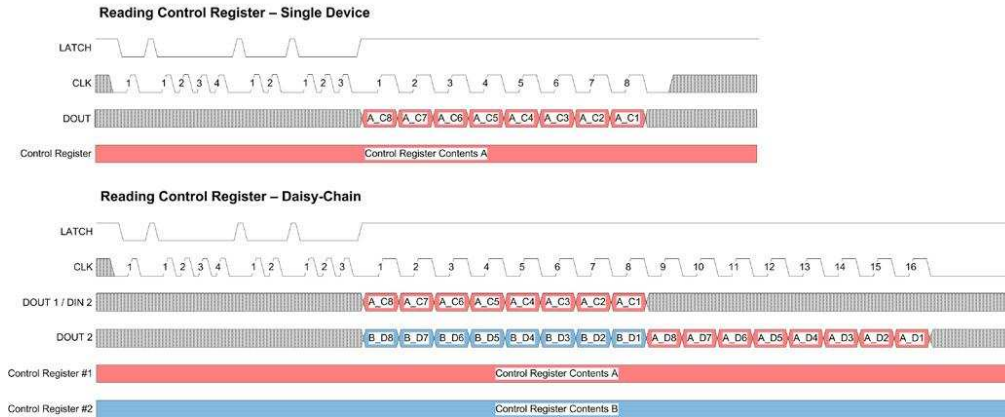 Reading Control Register – Single Device
LATCH
CLK 1 1 2 3 4 1 2 1 2 3 1 2 3 4 5 6 7 8
DOUT A_C8 A_C7 A_C6 A_C5 A_C4 A_C3 A_C2 A_C1
Control Register Control Register Contents A
Reading Control Register – Daisy-Chain
LATCH
CLK 1 1 2 3 4 1 2 1 2 3 1 2 3 4 5 6 7 8 9 10 11 12 13 14 15 16
DOUT 1 / DIN 2 A_C8 A_C7 A_C6 A_C5 A_C4 A_C3 A_C2 A_C1
DOUT 2 B_D8 B_D7 B_D6 B_D5 B_D4 B_D3 B_D2 B_D1 A_D8 A_D7 A_D6 A_D5 A_D4 A_D3 A_D2 A_D1
Control Register #1 Control Register Contents A
Control Register #2 Control Register Contents B